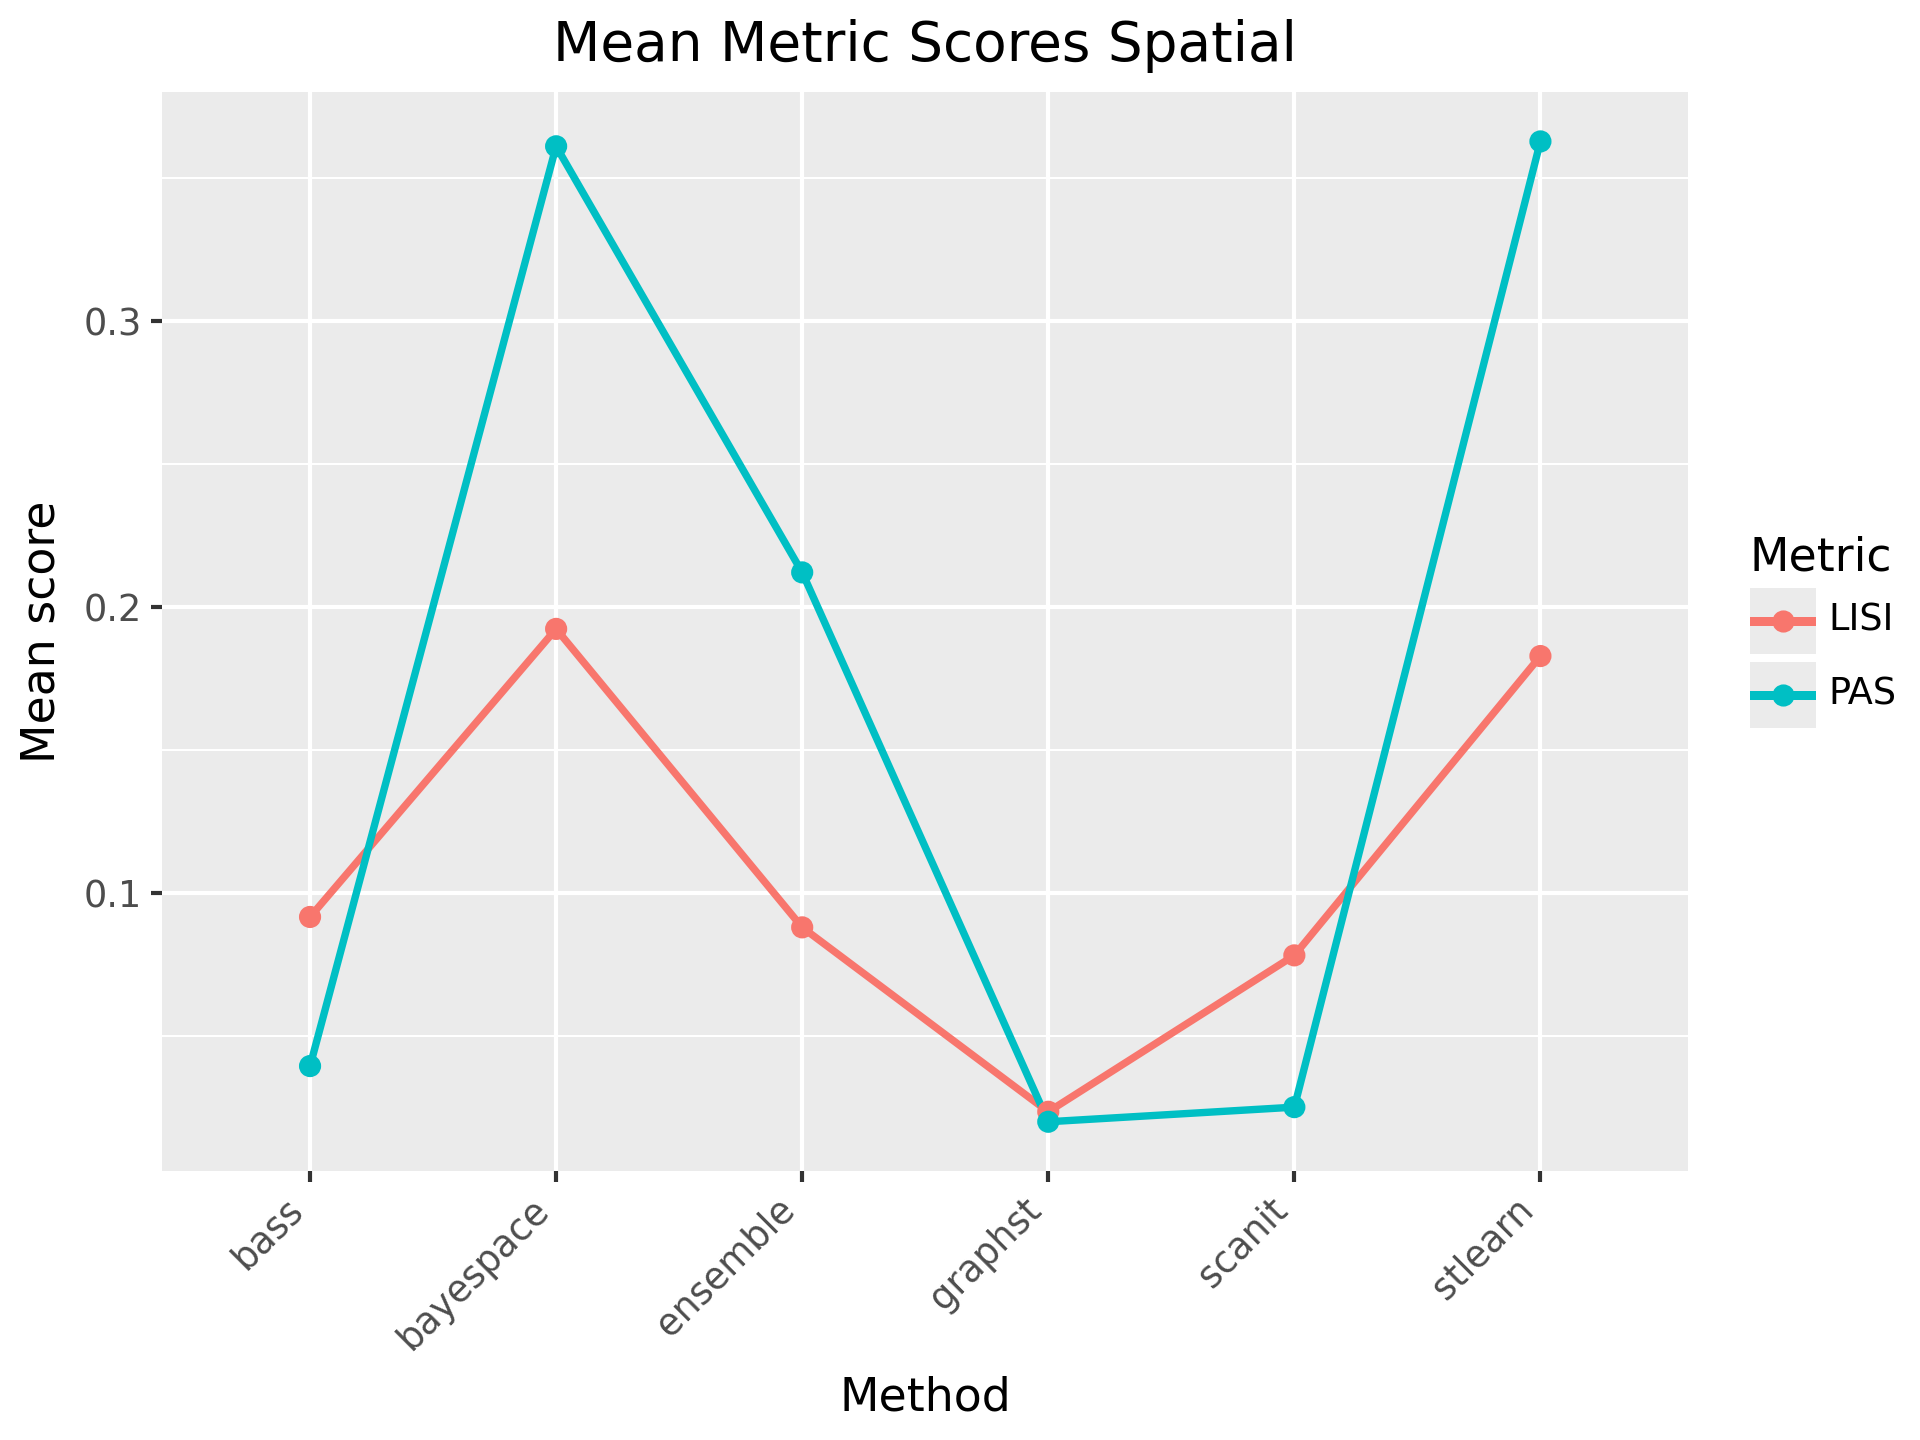 Mean Metric Scores Spatial
Mean score
0.3
0.2
0.1
bass
bayespace
ensemble
graphst
scanit
stlearn
Method
Metric
LISI
PAS